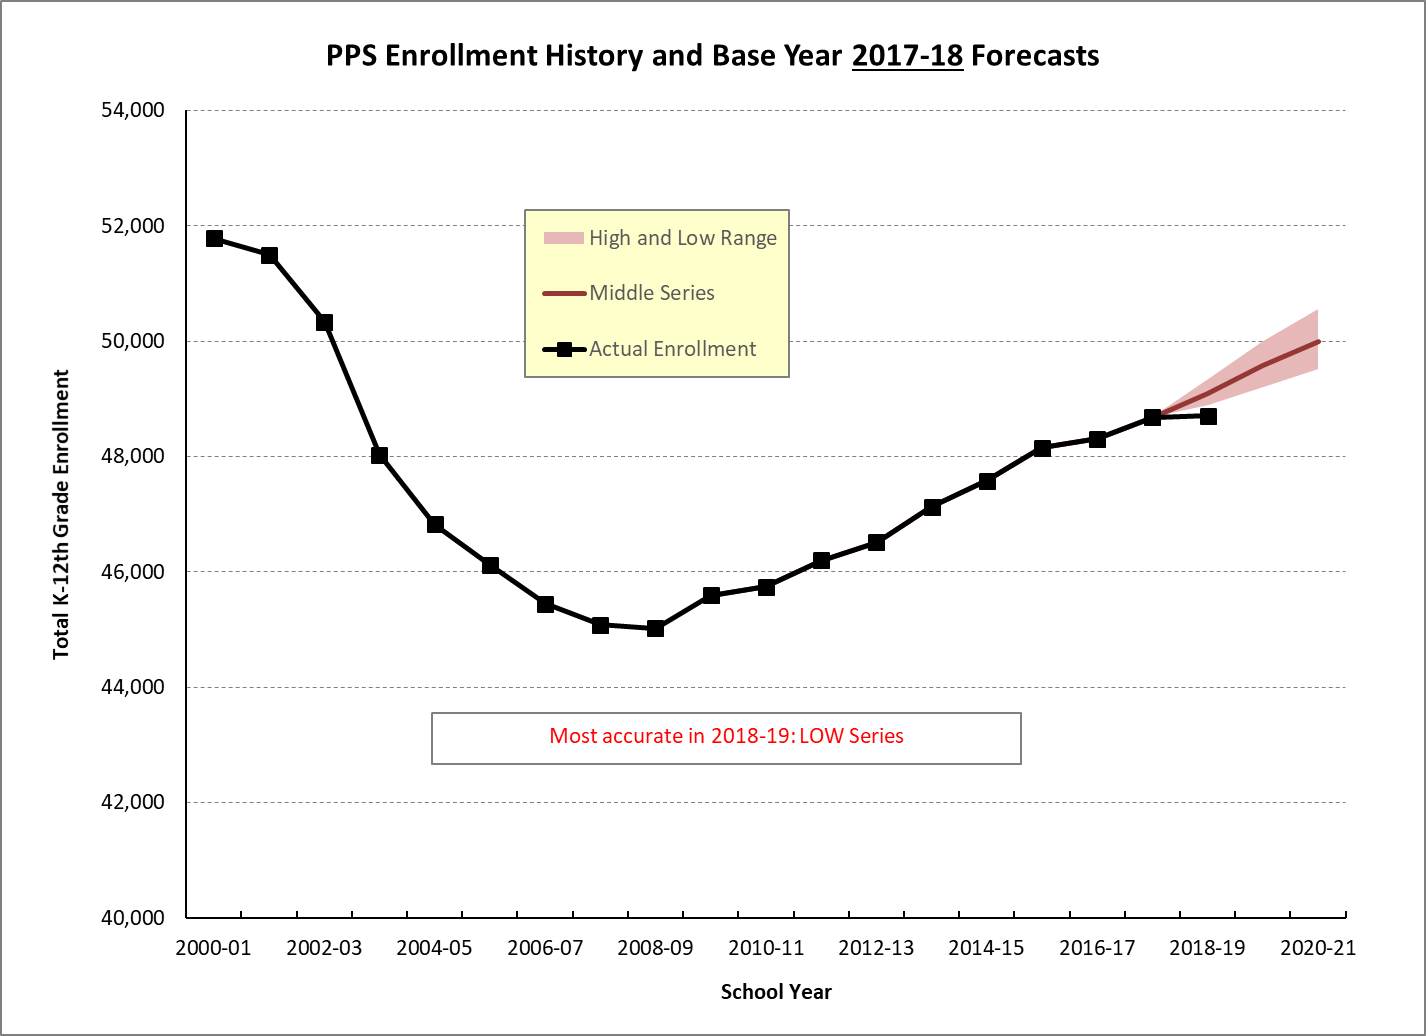 PPS Enrollment History and Base Year 2017-18 Forecasts
54,000
52,000
50,000
48,000
46,000
44,000
42,000
40,000
Total K-12th Grade Enrollment
High and Low Range
Middle Series
Actual Enrollment
Most accurate in 2018-19: LOW Series
2000-01 2002-03 2004-05 2006-07 2008-09 2010-11 2012-13 2014-15 2016-17 2018-19 2020-21
School Year